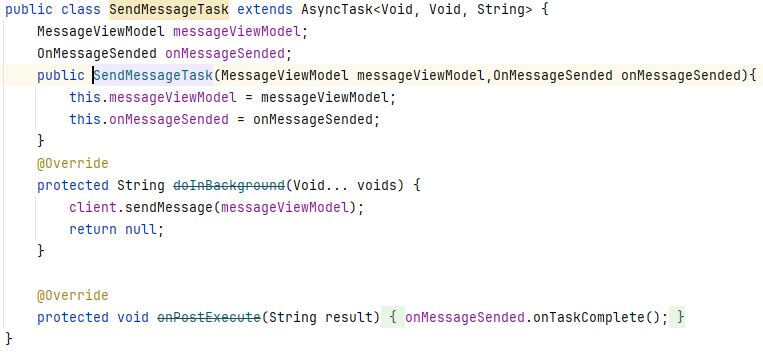 public class SendMessageTask extends AsyncTask<Void, Void, String> {
    MessageViewModel messageViewModel;
    OnMessageSended onMessageSended;
    public SendMessageTask(MessageViewModel messageViewModel,OnMessageSended onMessageSended){
        this.messageViewModel = messageViewModel;
        this.onMessageSended = onMessageSended;
    }
    @Override
    protected String doInBackground(Void... voids) {
        client.sendMessage(messageViewModel);
        return null;
    }
    @Override
    protected void onPostExecute(String result) { onMessageSended.onTaskComplete(); }
}